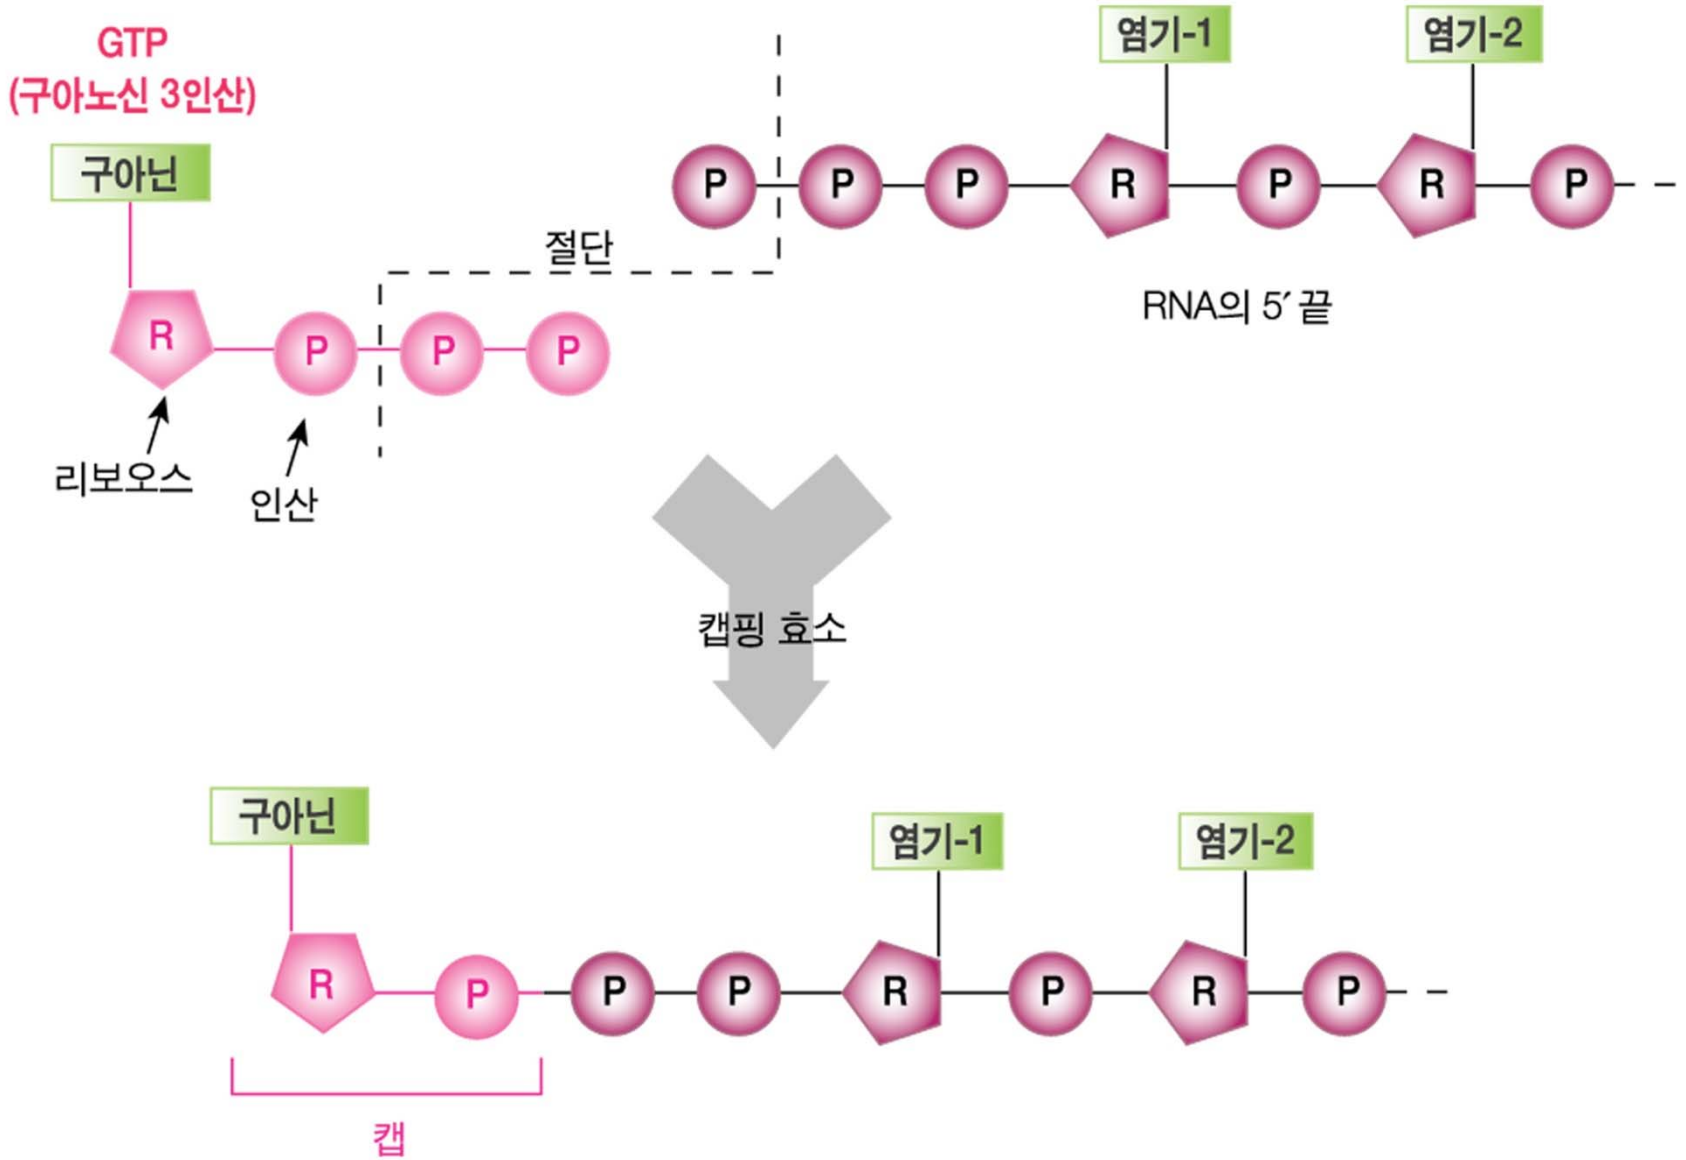 GTP
(구아노신 3인산)
구아닌
염기-1
염기-2
P P P R P R P
절단
RNA의 5′ 끝
R P P P
리보오스
인산
캡핑 효소
구아닌
염기-1
염기-2
R P P P R P R P
캡